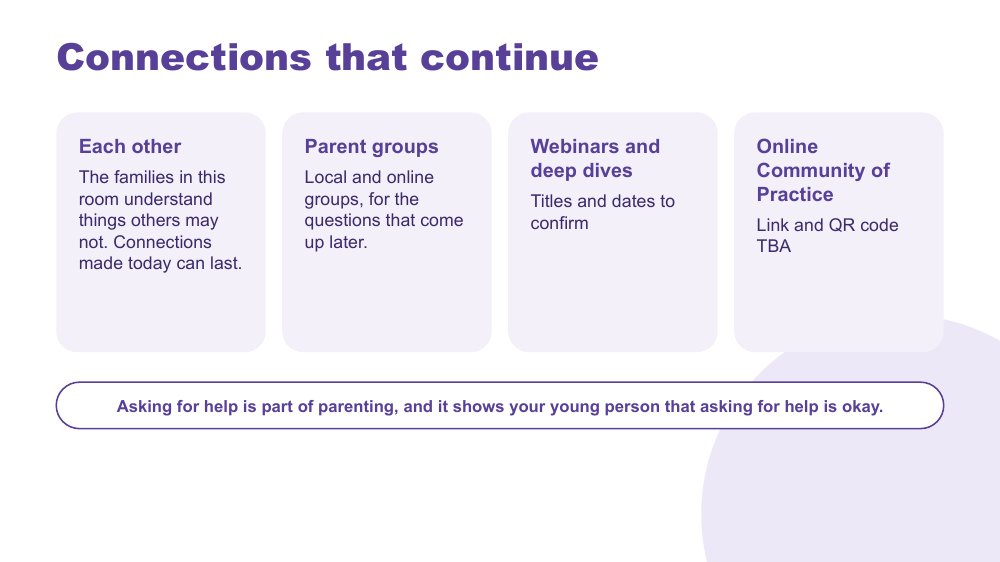 Connections that continue
Each other
The families in this
room understand
things others may
not. Connections
made today can last.
Parent groups
Local and online
groups, for the
questions that come
up later.
Webinars and
deep dives
Titles and dates to
confirm
Online
Community of
Practice
Link and QR code
TBA
Asking for help is part of parenting, and it shows your young person that asking for help is okay.